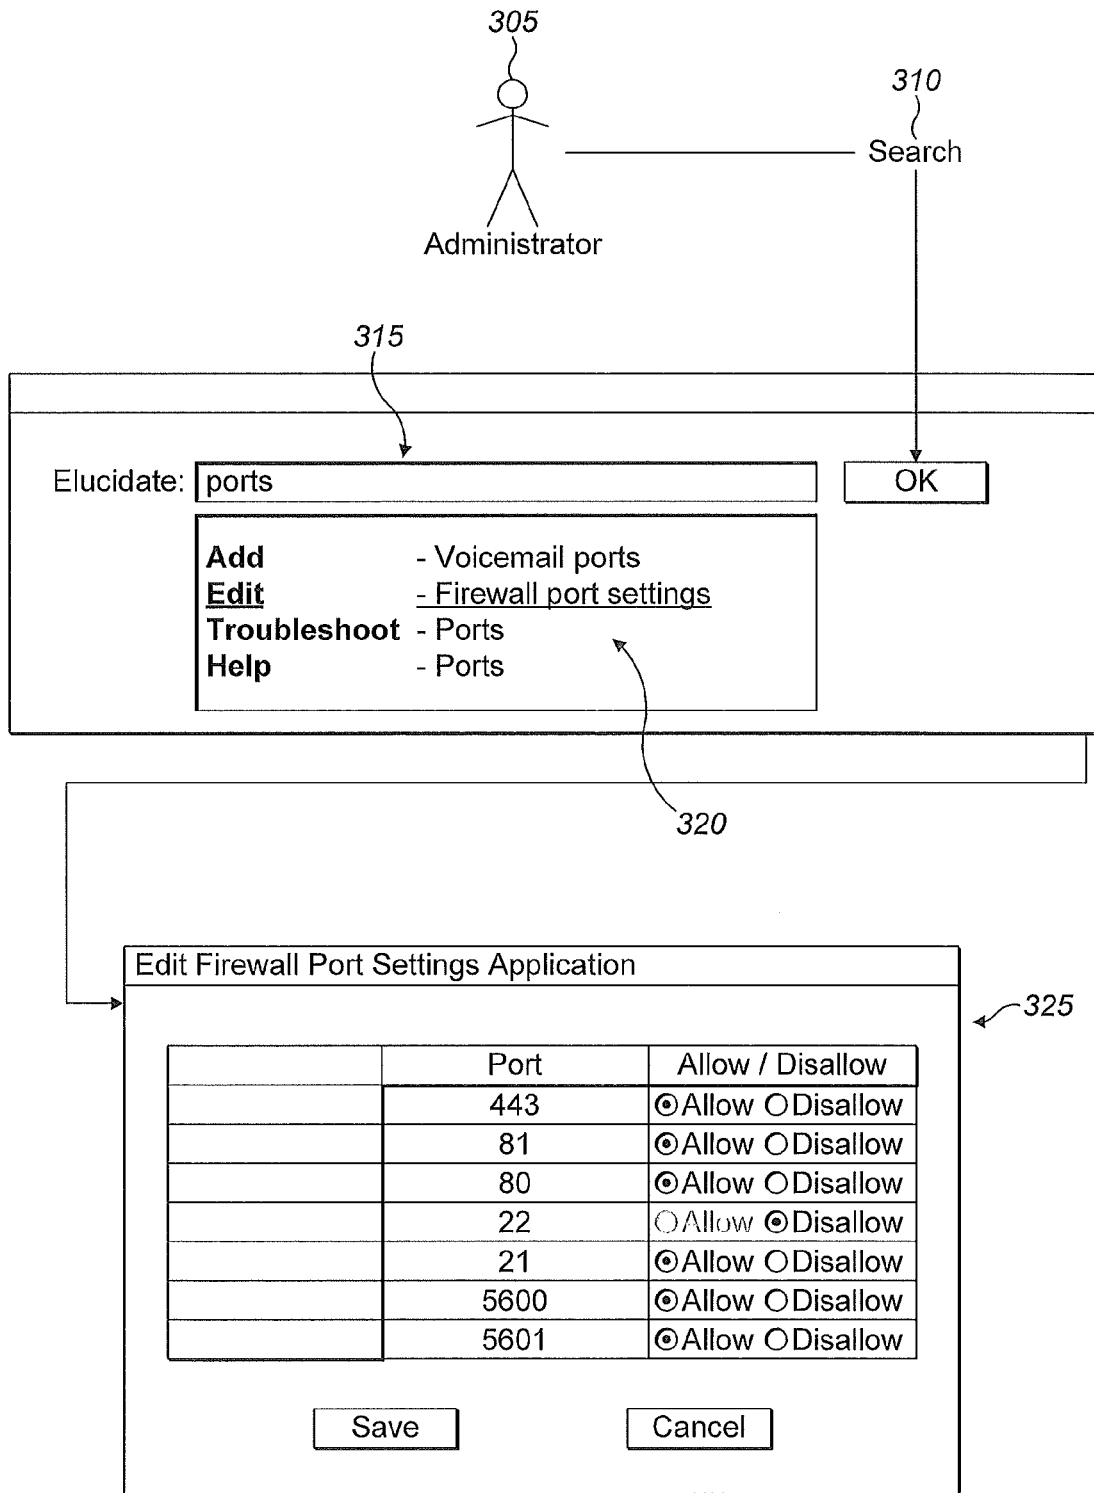 305
310
Search
Administrator
315
Elucidate: ports OK
Add - Voicemail ports
Edit - Firewall port settings
Troubleshoot - Ports
Help - Ports
320
Edit Firewall Port Settings Application
325
Port Allow / Disallow
443 Allow Disallow
81 Allow Disallow
80 Allow Disallow
22 Allow Disallow
21 Allow Disallow
5600 Allow Disallow
5601 Allow Disallow
Save Cancel